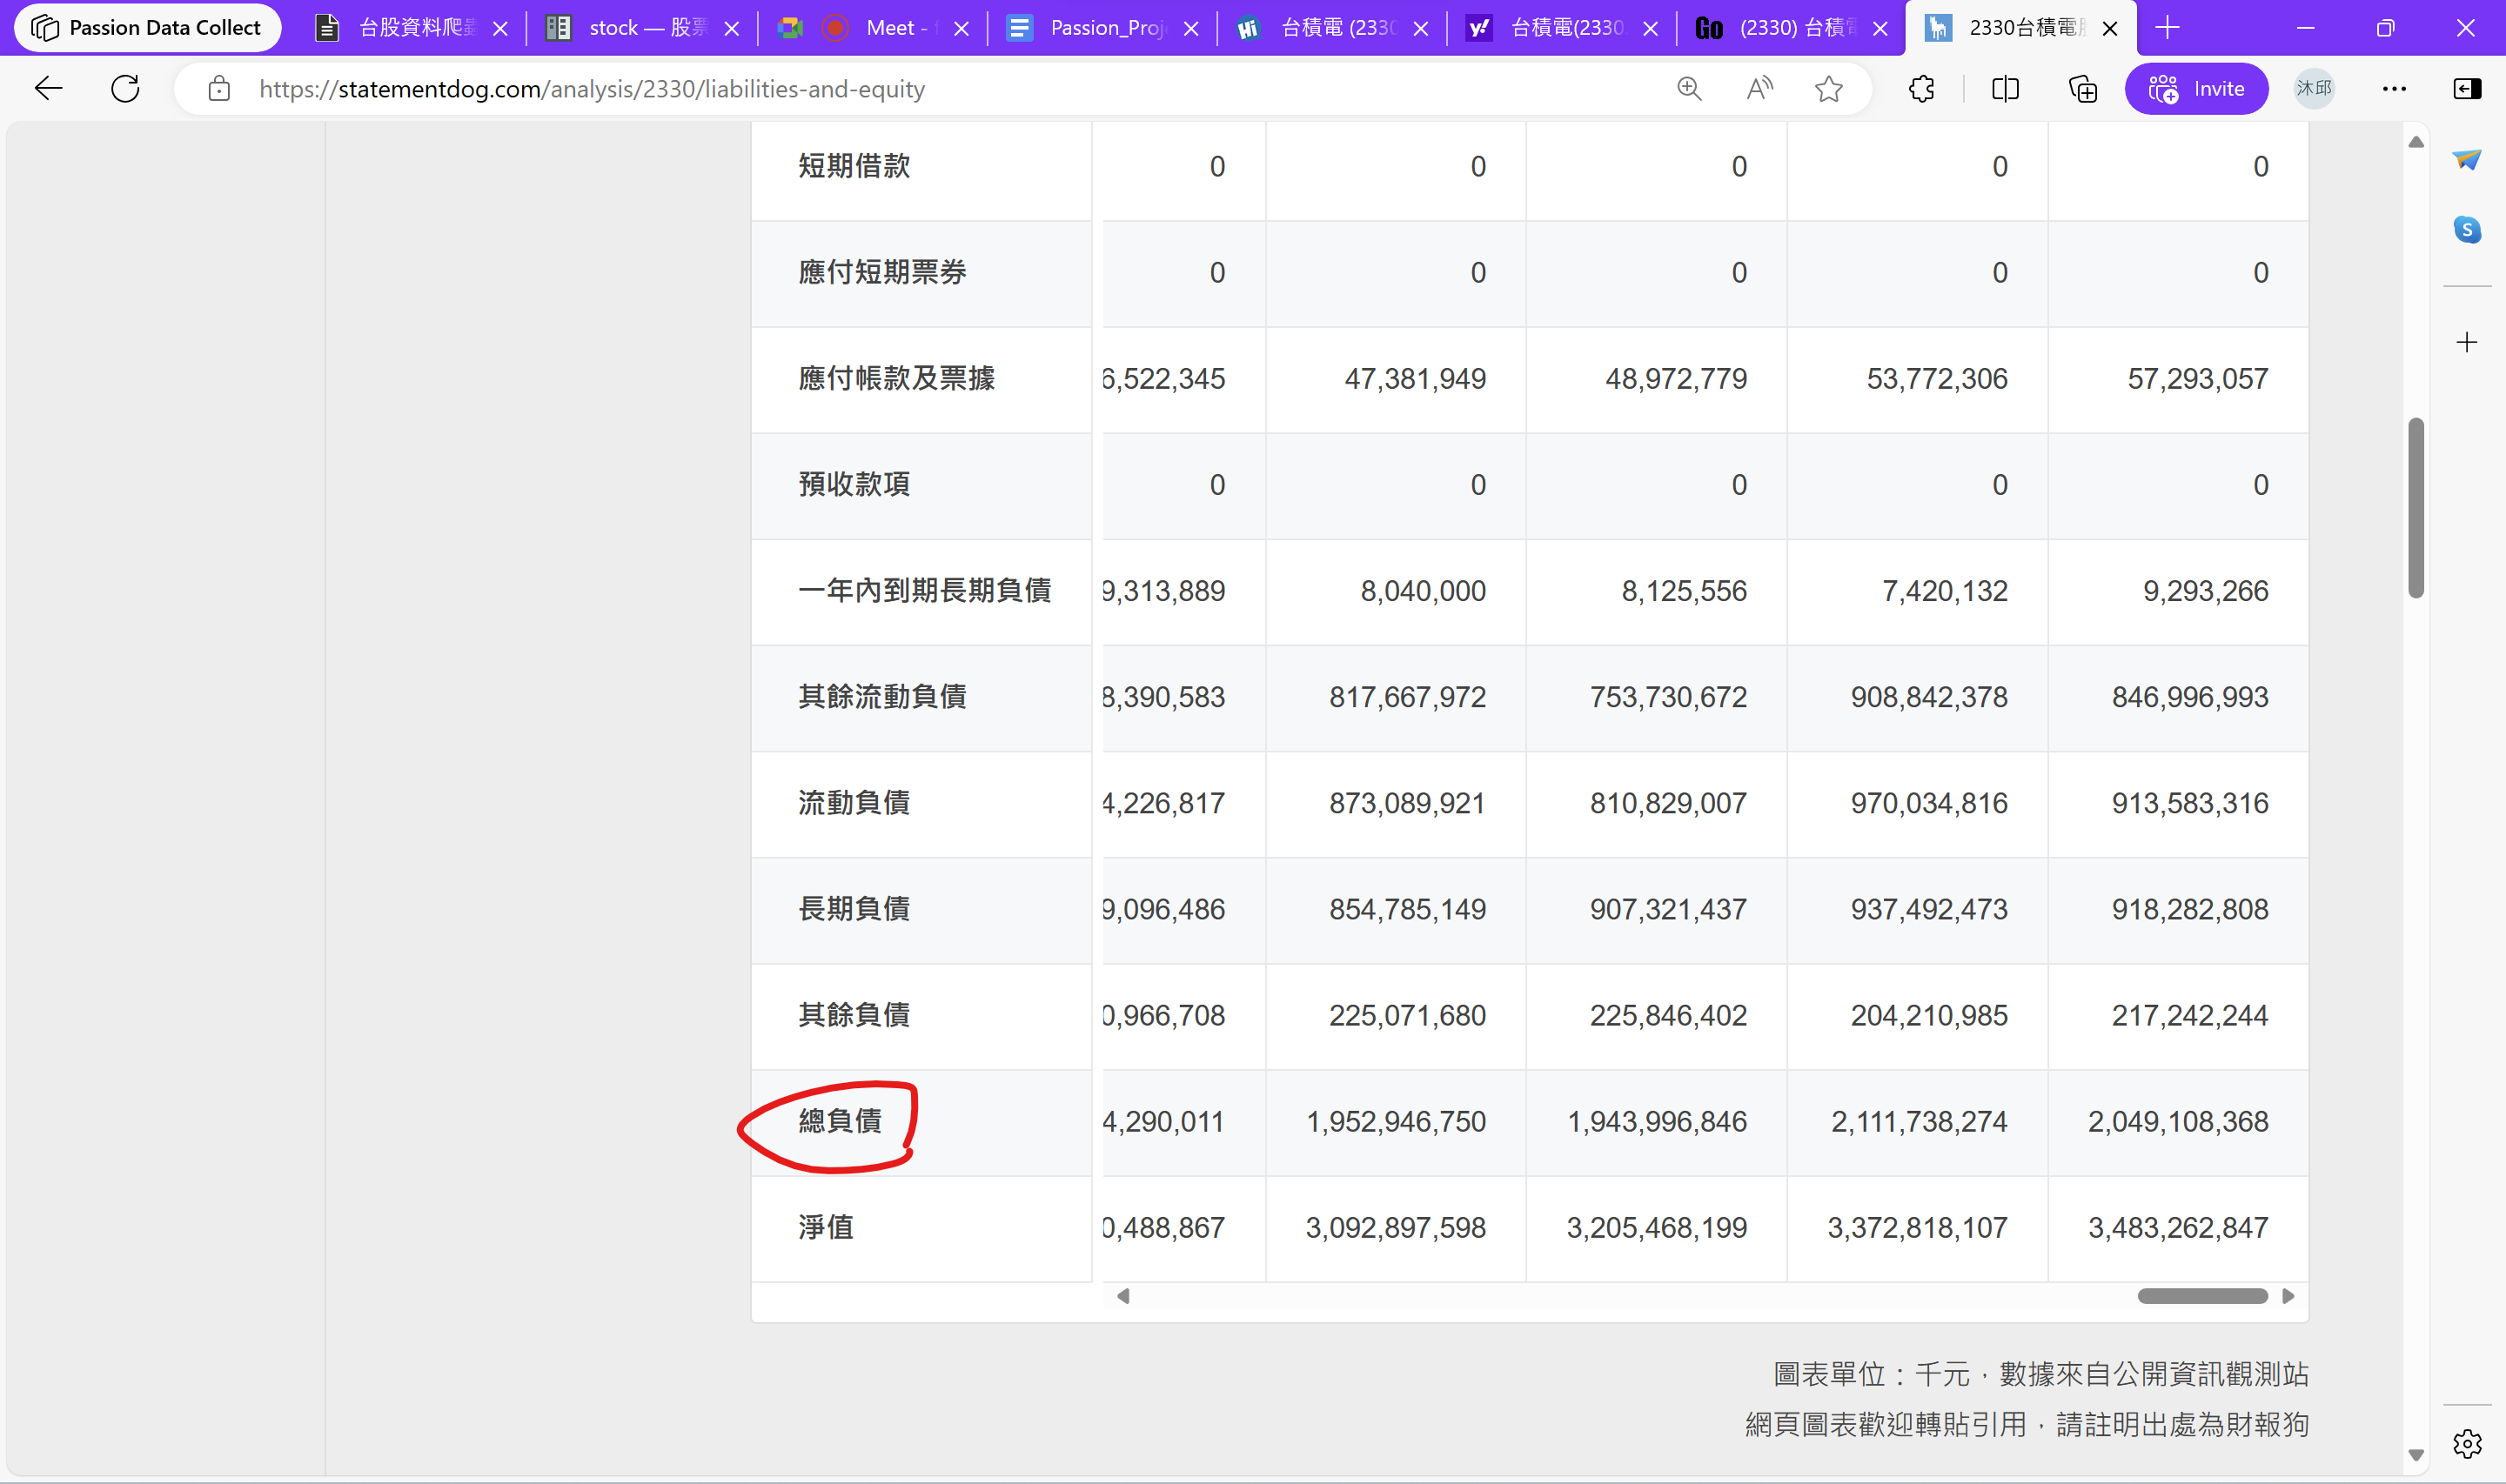 Passion Data Collect
台股資料爬蟲
stock — 股票
Meet -
Passion_Proj
台積電 (2330
台積電(2330
(2330) 台積電
2330台積電
https://statementdog.com/analysis/2330/liabilities-and-equity
Invite
沐邱
短期借款 0 0 0 0 0
應付短期票券 0 0 0 0 0
應付帳款及票據 6,522,345 47,381,949 48,972,779 53,772,306 57,293,057
預收款項 0 0 0 0 0
一年內到期長期負債 9,313,889 8,040,000 8,125,556 7,420,132 9,293,266
其餘流動負債 8,390,583 817,667,972 753,730,672 908,842,378 846,996,993
流動負債 4,226,817 873,089,921 810,829,007 970,034,816 913,583,316
長期負債 9,096,486 854,785,149 907,321,437 937,492,473 918,282,808
其餘負債 0,966,708 225,071,680 225,846,402 204,210,985 217,242,244
總負債 4,290,011 1,952,946,750 1,943,996,846 2,111,738,274 2,049,108,368
淨值 0,488,867 3,092,897,598 3,205,468,199 3,372,818,107 3,483,262,847
圖表單位：千元，數據來自公開資訊觀測站
網頁圖表歡迎轉貼引用，請註明出處為財報狗